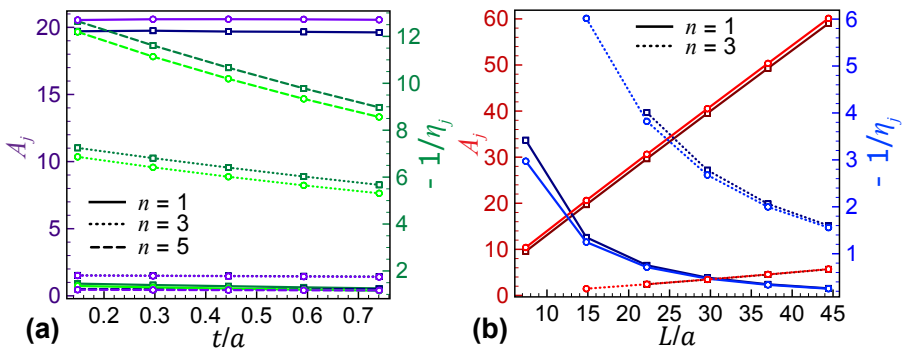 20
15
10
5
0
A_j
12
10
8
6
4
2
- 1/η_j
n = 1
n = 3
n = 5
0.2 0.3 0.4 0.5 0.6 0.7
t/a
(a)
60
50
40
30
20
10
0
A_j
6
5
4
3
2
1
- 1/η_j
n = 1
n = 3
10 15 20 25 30 35 40 45
L/a
(b)